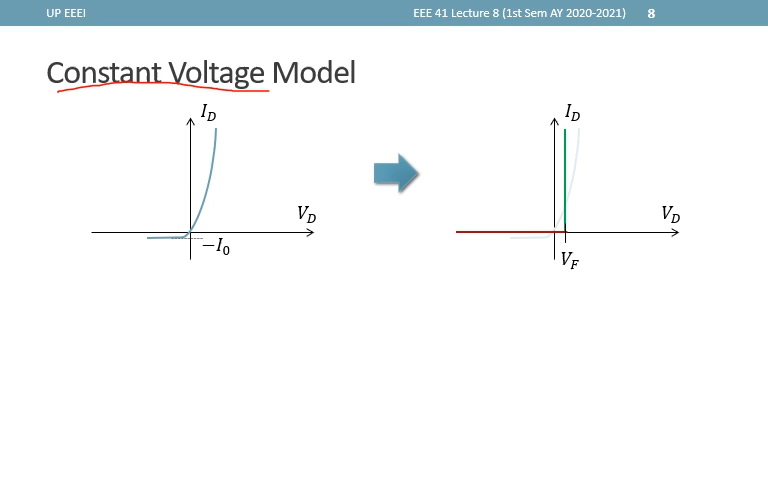 UP EEEI
EEE 41 Lecture 8 (1st Sem AY 2020-2021) 8
Constant Voltage Model
I_D
I_D
V_D
V_D
−I_0
V_F